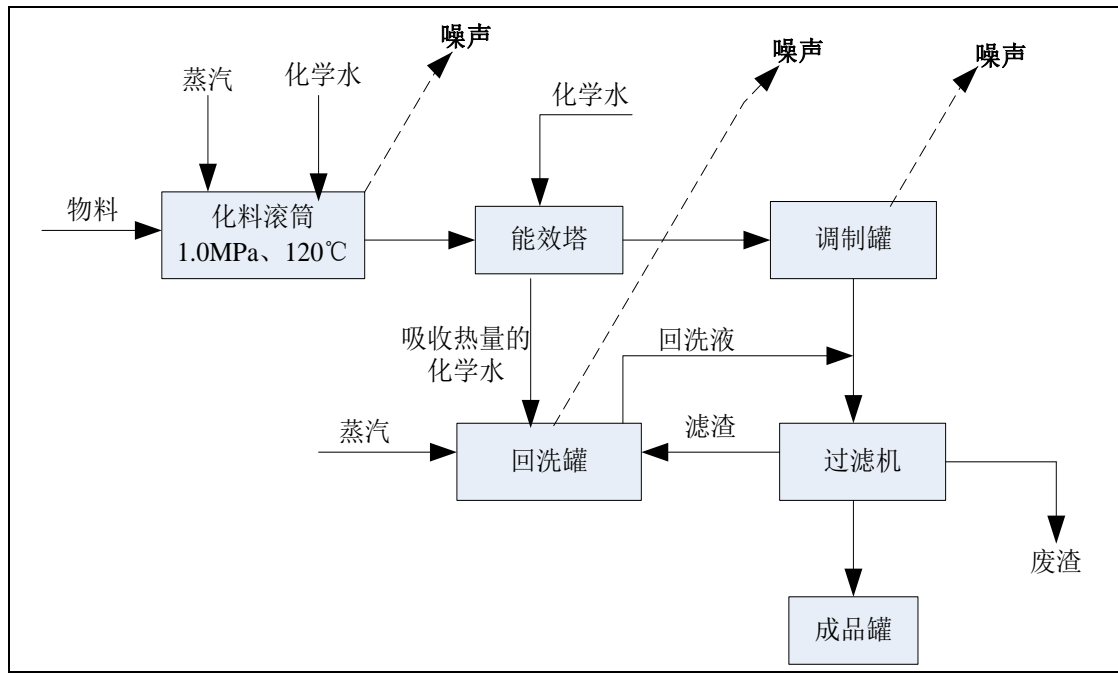 噪声
噪声
噪声
蒸汽
化学水
化学水
物料
化料滚筒
1.0MPa、120℃
能效塔
调制罐
吸收热量的
化学水
回洗液
蒸汽
回洗罐
滤渣
过滤机
废渣
成品罐